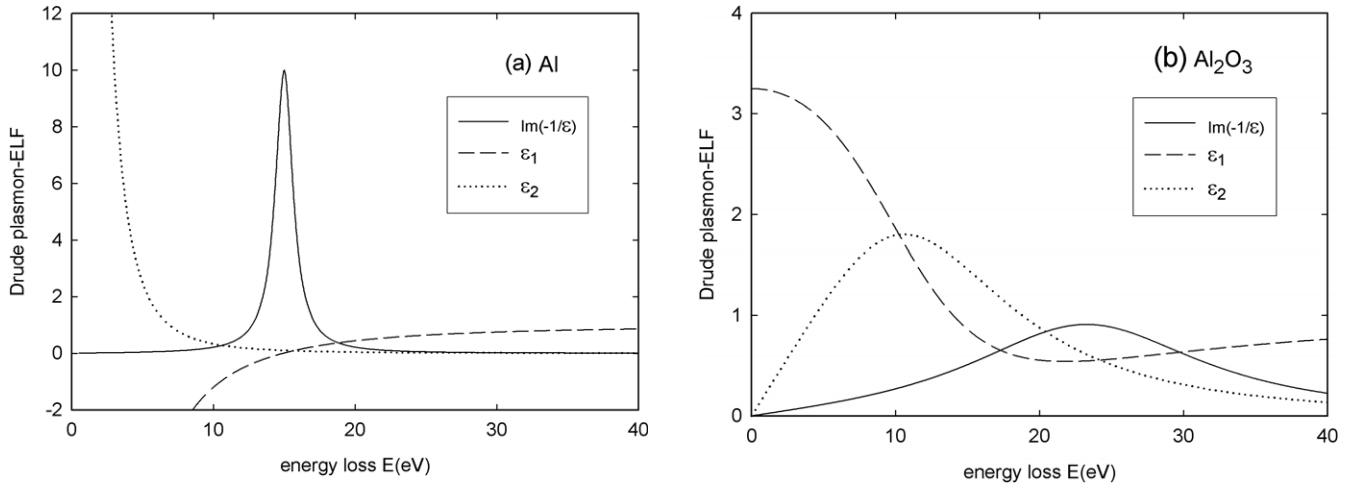 12
10
8
6
4
2
0
-2
0
10
20
30
40
Drude plasmon-ELF
energy loss E(eV)
(a) Al
Im(-1/ε)
ε₁
ε₂
4
3
2
1
0
0
10
20
30
40
Drude plasmon-ELF
energy loss E(eV)
(b) Al₂O₃
Im(-1/ε)
ε₁
ε₂